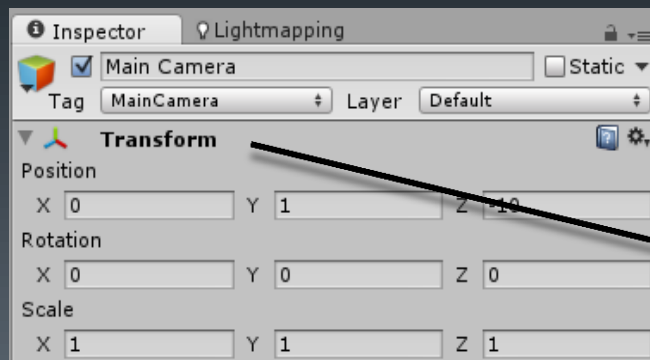 Inspector Lightmapping
Main Camera Static
Tag MainCamera Layer Default
Transform
Position
X 0 Y 1 Z -10
Rotation
X 0 Y 0 Z 0
Scale
X 1 Y 1 Z 1